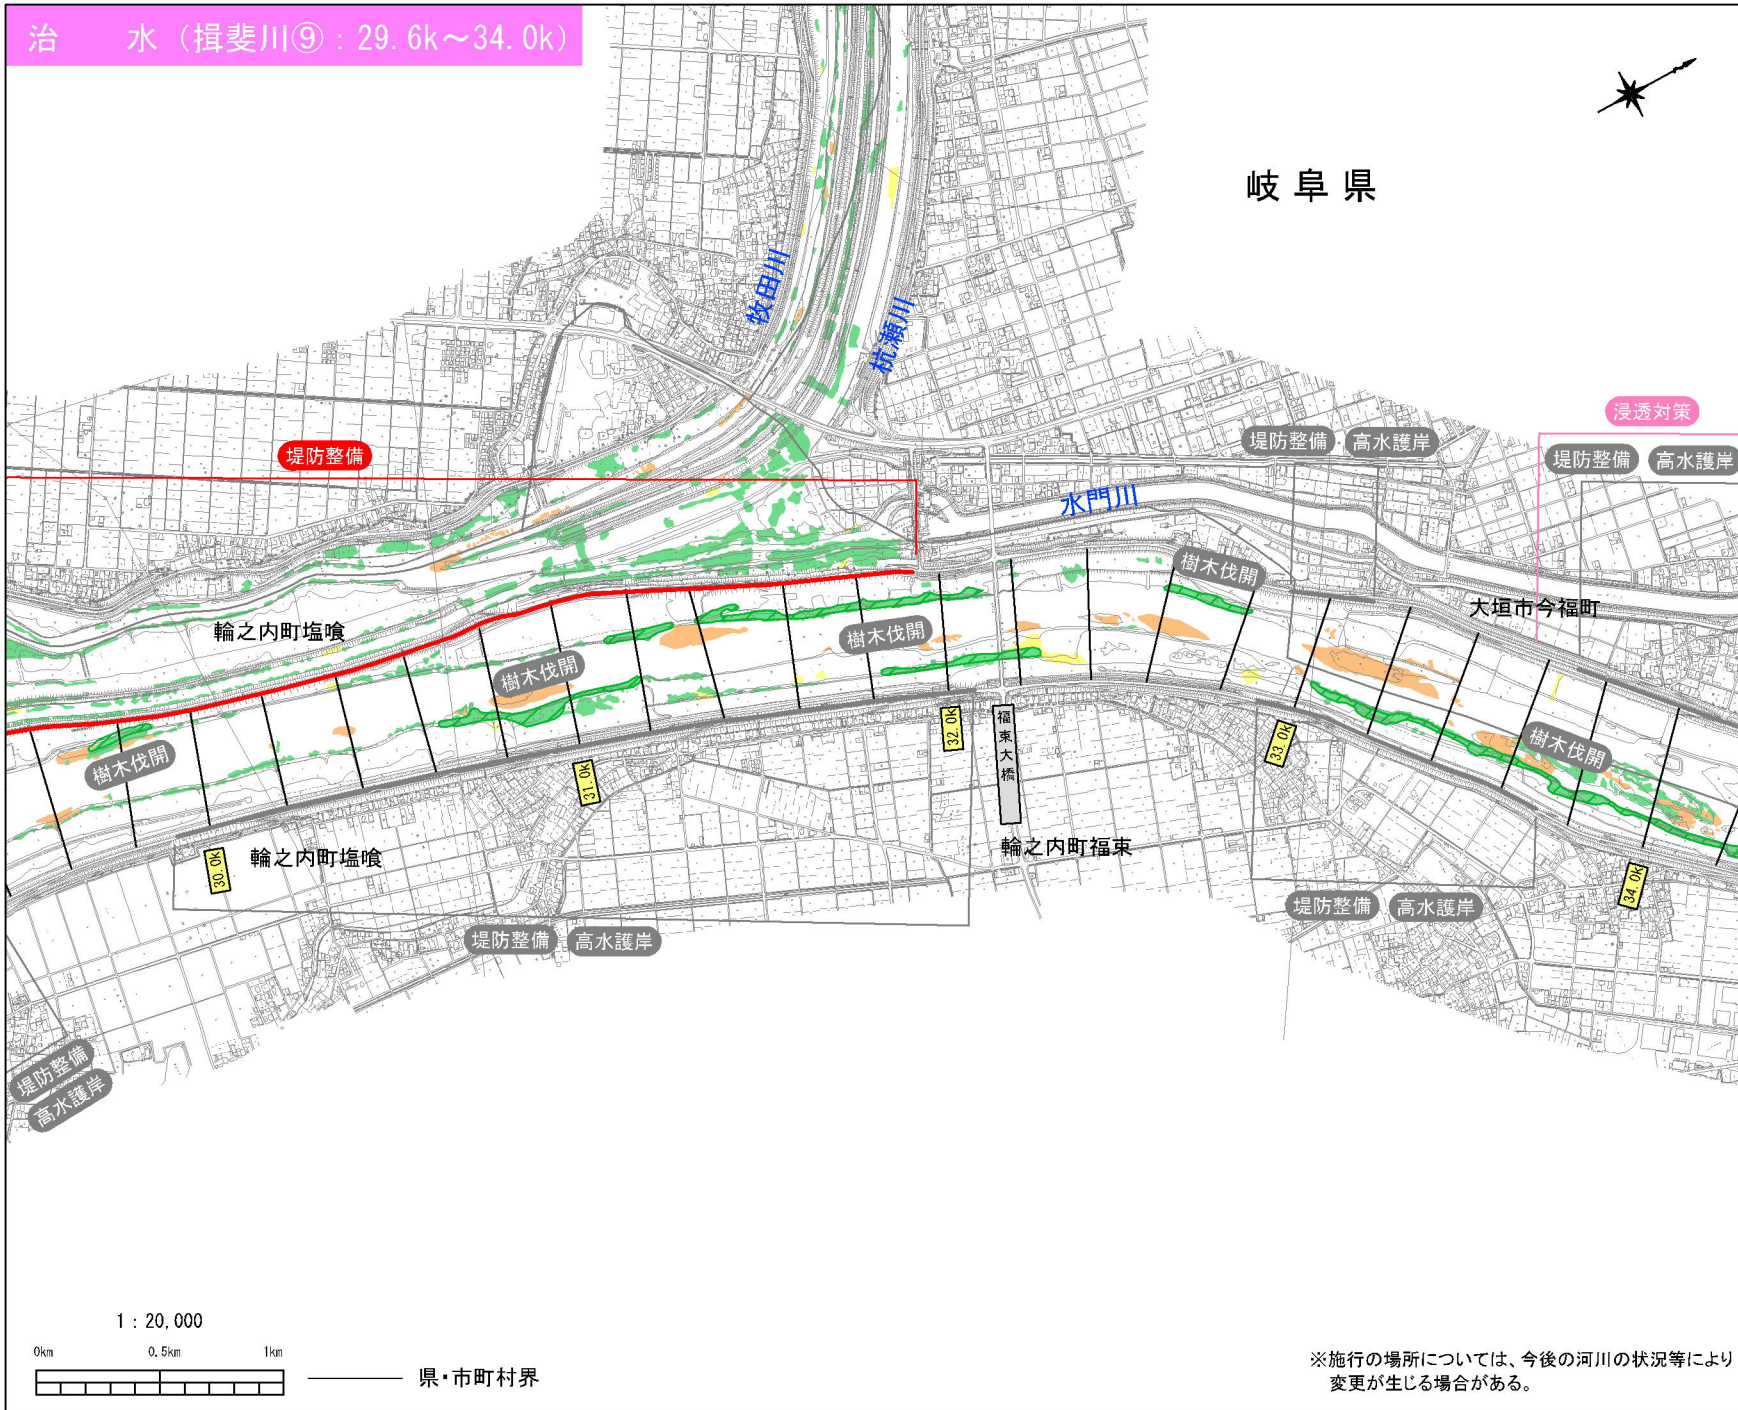 治　水（揖斐川⑨：29.6k～34.0k）
岐阜県
牧田川
杭瀬川
浸透対策
堤防整備 高水護岸
堤防整備 高水護岸
堤防整備
水門川
樹木伐開
大垣市今福町
輪之内町塩喰
樹木伐開
樹木伐開
樹木伐開
樹木伐開
32.0K
福東大橋
33.0k
31.0k
30.0K
輪之内町塩喰
輪之内町福束
34.0K
堤防整備 高水護岸
堤防整備 高水護岸
堤防整備
高水護岸
1：20,000
0km 0.5km 1km
県・市町村界
※施行の場所については、今後の河川の状況等により
変更が生じる場合がある。